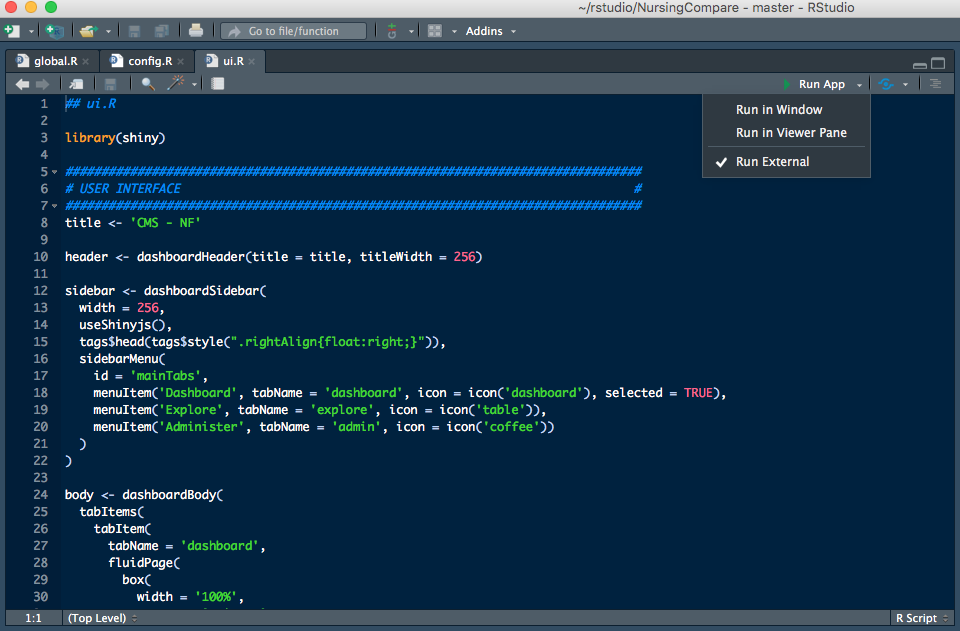 ~/rstudio/NursingCompare - master - RStudio
Go to file/function
Addins
global.R ×
config.R ×
ui.R ×
Run App
Run in Window
Run in Viewer Pane
✓ Run External
1 ## ui.R
2
3 library(shiny)
4
5 ################################################################################
6 # USER INTERFACE #
7 ################################################################################
8 title <- 'CMS - NF'
9
10 header <- dashboardHeader(title = title, titleWidth = 256)
11
12 sidebar <- dashboardSidebar(
13 width = 256,
14 useShinyjs(),
15 tags$head(tags$style(".rightAlign{float:right;}")),
16 sidebarMenu(
17 id = 'mainTabs',
18 menuItem('Dashboard', tabName = 'dashboard', icon = icon('dashboard'), selected = TRUE),
19 menuItem('Explore', tabName = 'explore', icon = icon('table')),
20 menuItem('Administer', tabName = 'admin', icon = icon('coffee'))
21 )
22 )
23
24 body <- dashboardBody(
25 tabItems(
26 tabItem(
27 tabName = 'dashboard',
28 fluidPage(
29 box(
30 width = '100%',
1:1 (Top Level) R Script